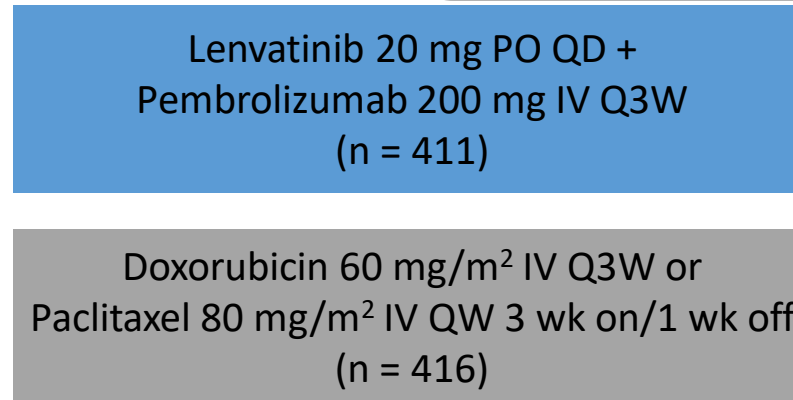 Lenvatinib 20 mg PO QD +
Pembrolizumab 200 mg IV Q3W
(n = 411)
Doxorubicin 60 mg/m² IV Q3W or
Paclitaxel 80 mg/m² IV QW 3 wk on/1 wk off
(n = 416)